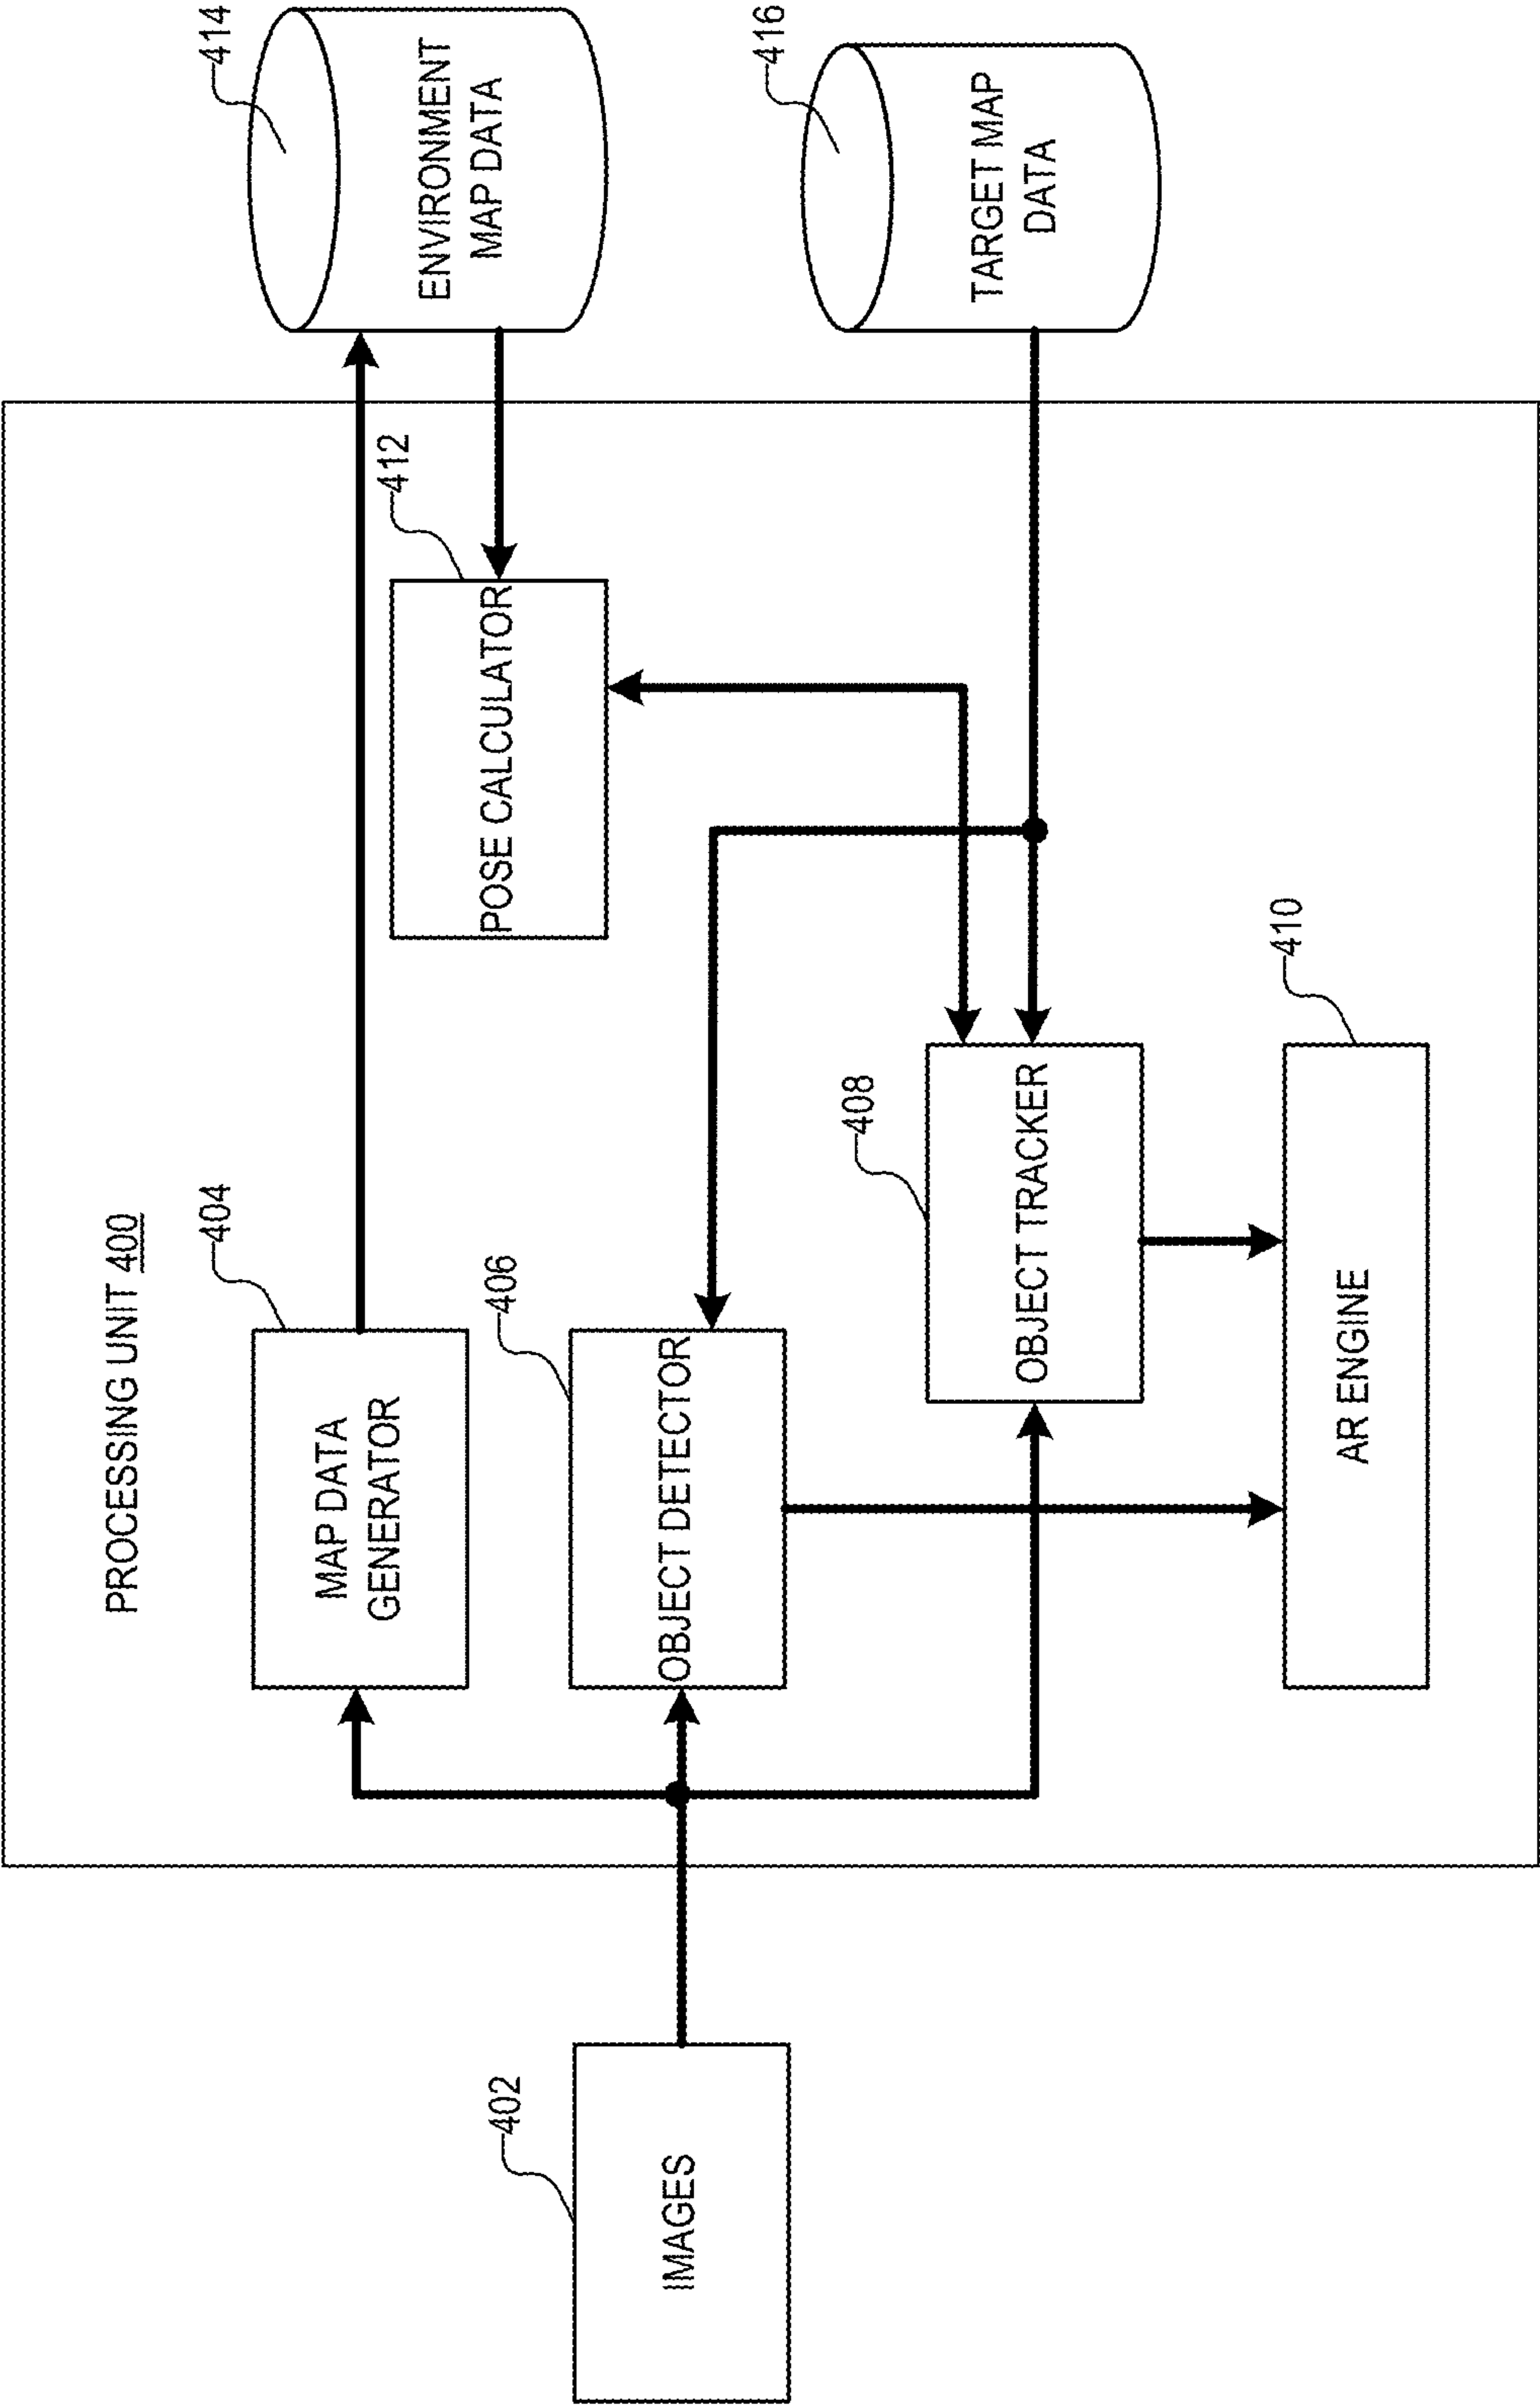 PROCESSING UNIT 400
402
IMAGES
404
MAP DATA
GENERATOR
406
OBJECT DETECTOR
408
OBJECT TRACKER
410
AR ENGINE
412
POSE CALCULATOR
414
ENVIRONMENT
MAP DATA
416
TARGET MAP
DATA